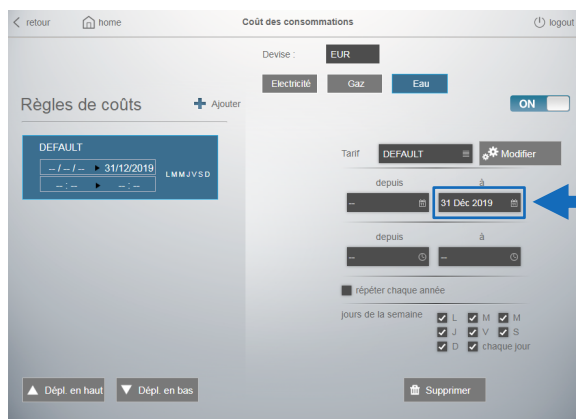 retour
home
Coût des consommations
logout
Devise :
EUR
Electricité
Gaz
Eau
Règles de coûts
Ajouter
ON
DEFAULT
-- / -- / -- 31/12/2019
-- : -- -- : --
LMMJVSD
Tarif
DEFAULT
Modifier
depuis
à
--
31 Déc 2019
depuis
à
--
--
répéter chaque année
jours de la semaine
L M M
J V S
D chaque jour
Dépl. en haut
Dépl. en bas
Supprimer